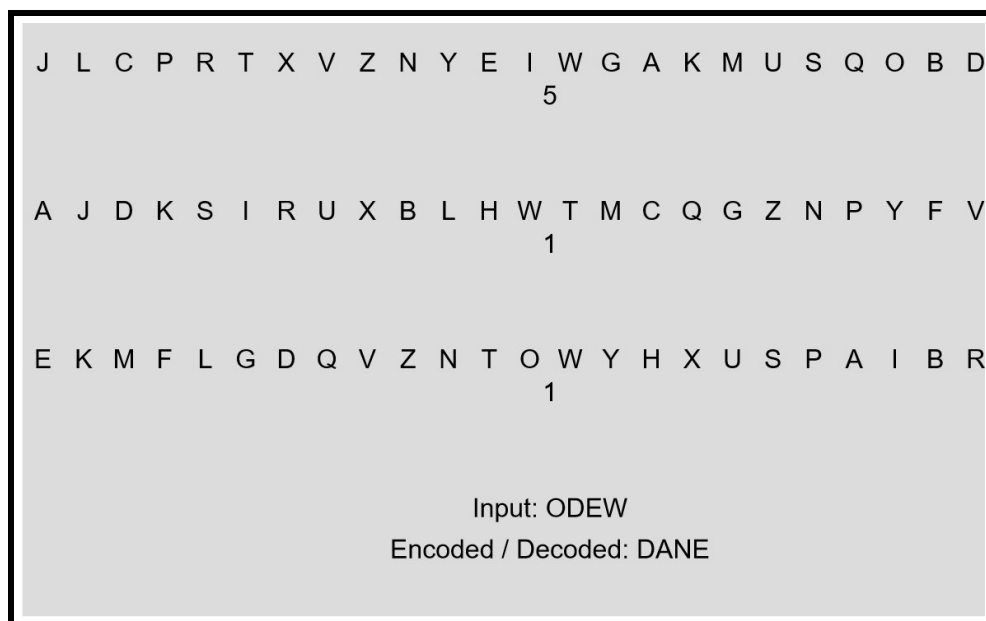 J L C P R T X V Z N Y E I W G A K M U S Q O B D
5
A J D K S I R U X B L H W T M C Q G Z N P Y F V
1
E K M F L G D Q V Z N T O W Y H X U S P A I B R
1
Input: ODEW
Encoded / Decoded: DANE